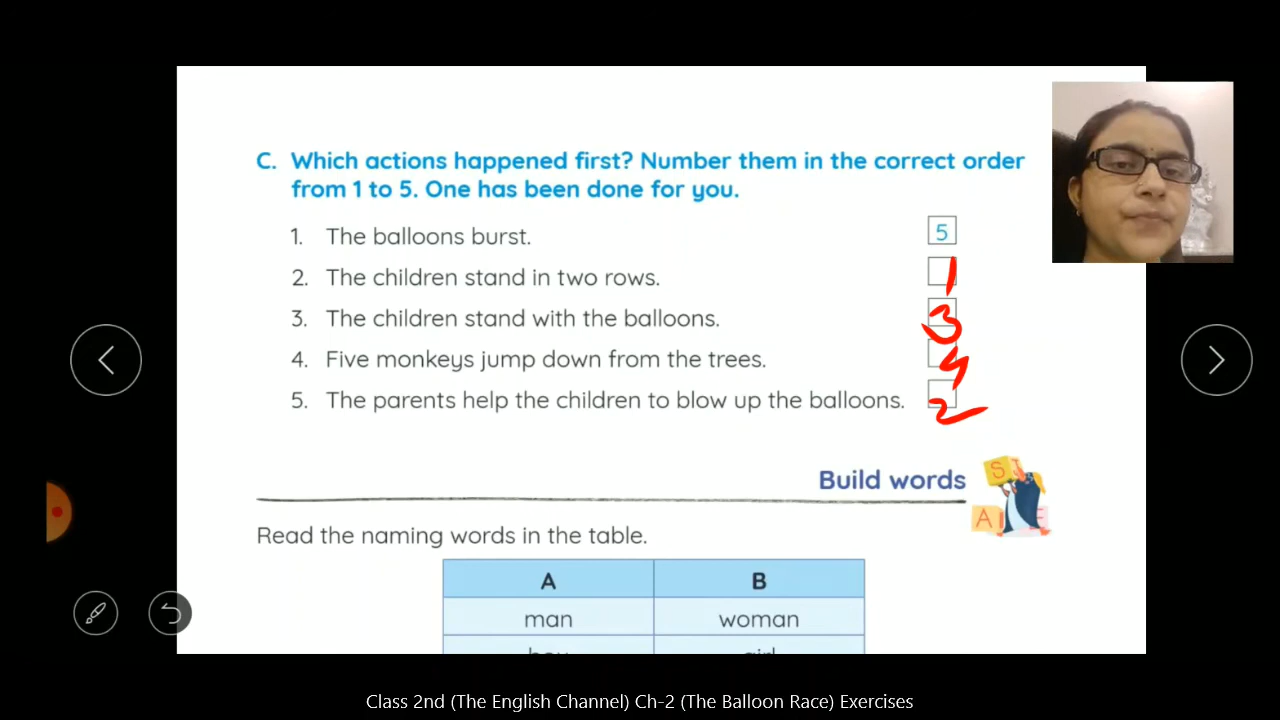 C. Which actions happened first? Number them in the correct order
from 1 to 5. One has been done for you.
1. The balloons burst. 5
2. The children stand in two rows. 1
3. The children stand with the balloons. 3
4. Five monkeys jump down from the trees. 4
5. The parents help the children to blow up the balloons. 2
Build words
S
A
Read the naming words in the table.
A B
man woman
boy girl
Class 2nd (The English Channel) Ch-2 (The Balloon Race) Exercises